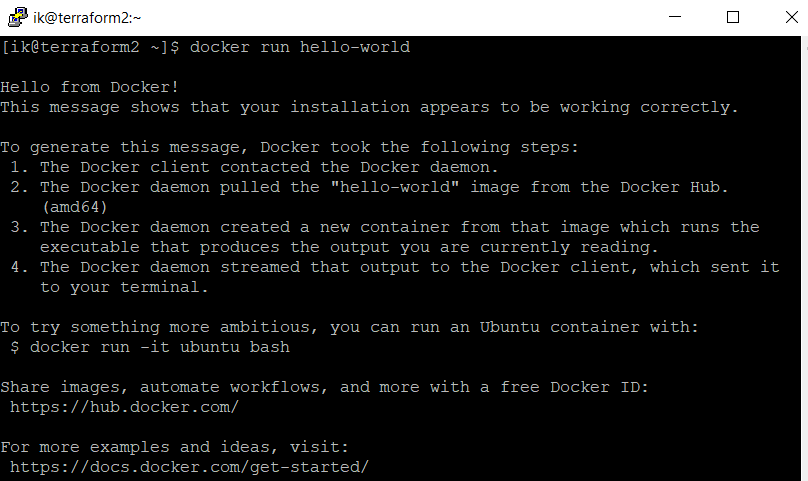 ik@terraform2:~
[ik@terraform2 ~]$ docker run hello-world
Hello from Docker!
This message shows that your installation appears to be working correctly.
To generate this message, Docker took the following steps:
1. The Docker client contacted the Docker daemon.
2. The Docker daemon pulled the "hello-world" image from the Docker Hub.
(amd64)
3. The Docker daemon created a new container from that image which runs the
executable that produces the output you are currently reading.
4. The Docker daemon streamed that output to the Docker client, which sent it
to your terminal.
To try something more ambitious, you can run an Ubuntu container with:
$ docker run -it ubuntu bash
Share images, automate workflows, and more with a free Docker ID:
https://hub.docker.com/
For more examples and ideas, visit:
https://docs.docker.com/get-started/